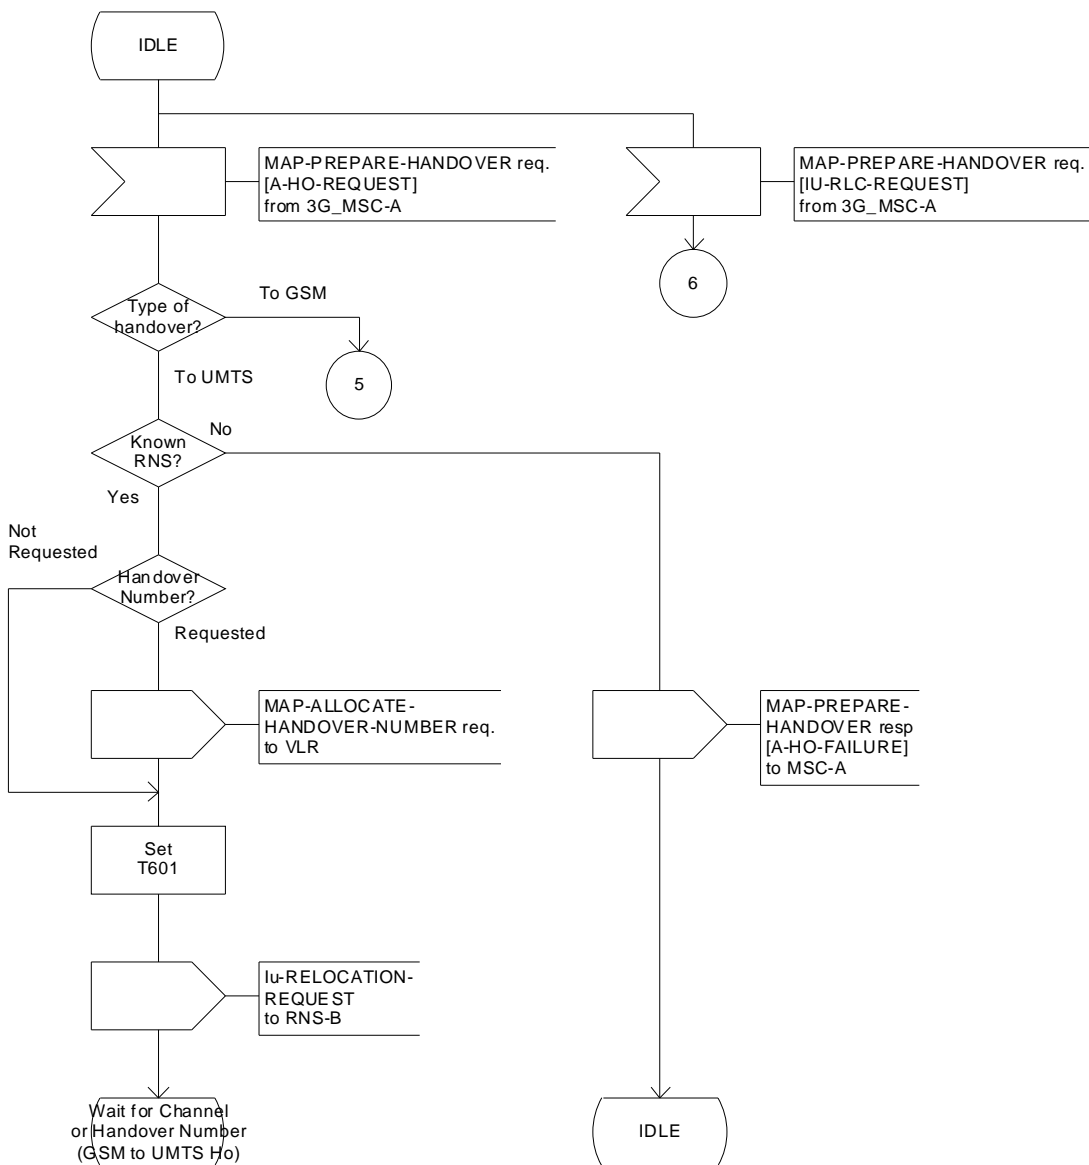 IDLE
MAP-PREPARE-HANDOVER req.
[A-HO-REQUEST]
from 3G_MSC-A
MAP-PREPARE-HANDOVER req.
[IU-RLC-REQUEST]
from 3G_MSC-A
6
Type of
handover?
To GSM
5
To UMTS
Known
RNS?
No
Yes
Not
Requested
Handover
Number?
Requested
MAP-ALLOCATE-
HANDOVER-NUMBER req.
to VLR
MAP-PREPARE-
HANDOVER resp
[A-HO-FAILURE]
to MSC-A
Set
T601
Iu-RELOCATION-
REQUEST
to RNS-B
Wait for Channel
or Handover Number
(GSM to UMTS Ho)
IDLE